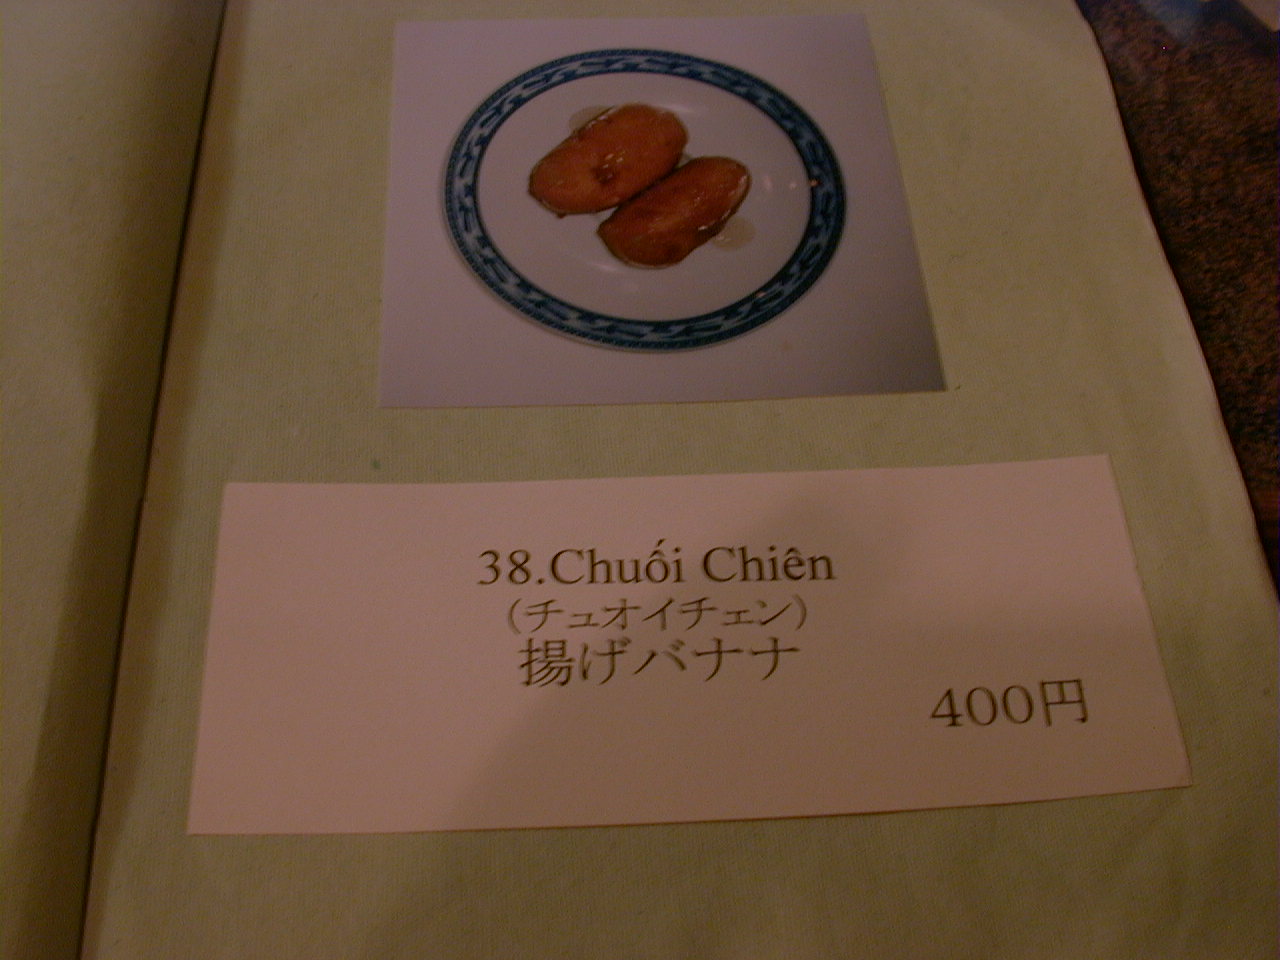 38.Chuối Chiên
（チュオイチェン）
揚げバナナ
400円